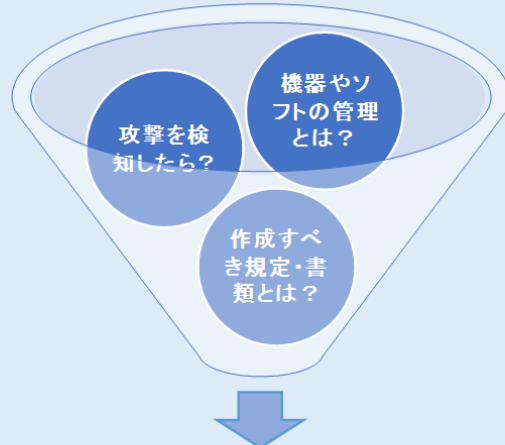 機器やソ
フトの管理
とは？
攻撃を検
知したら？
作成すべ
き規定・書
類とは？